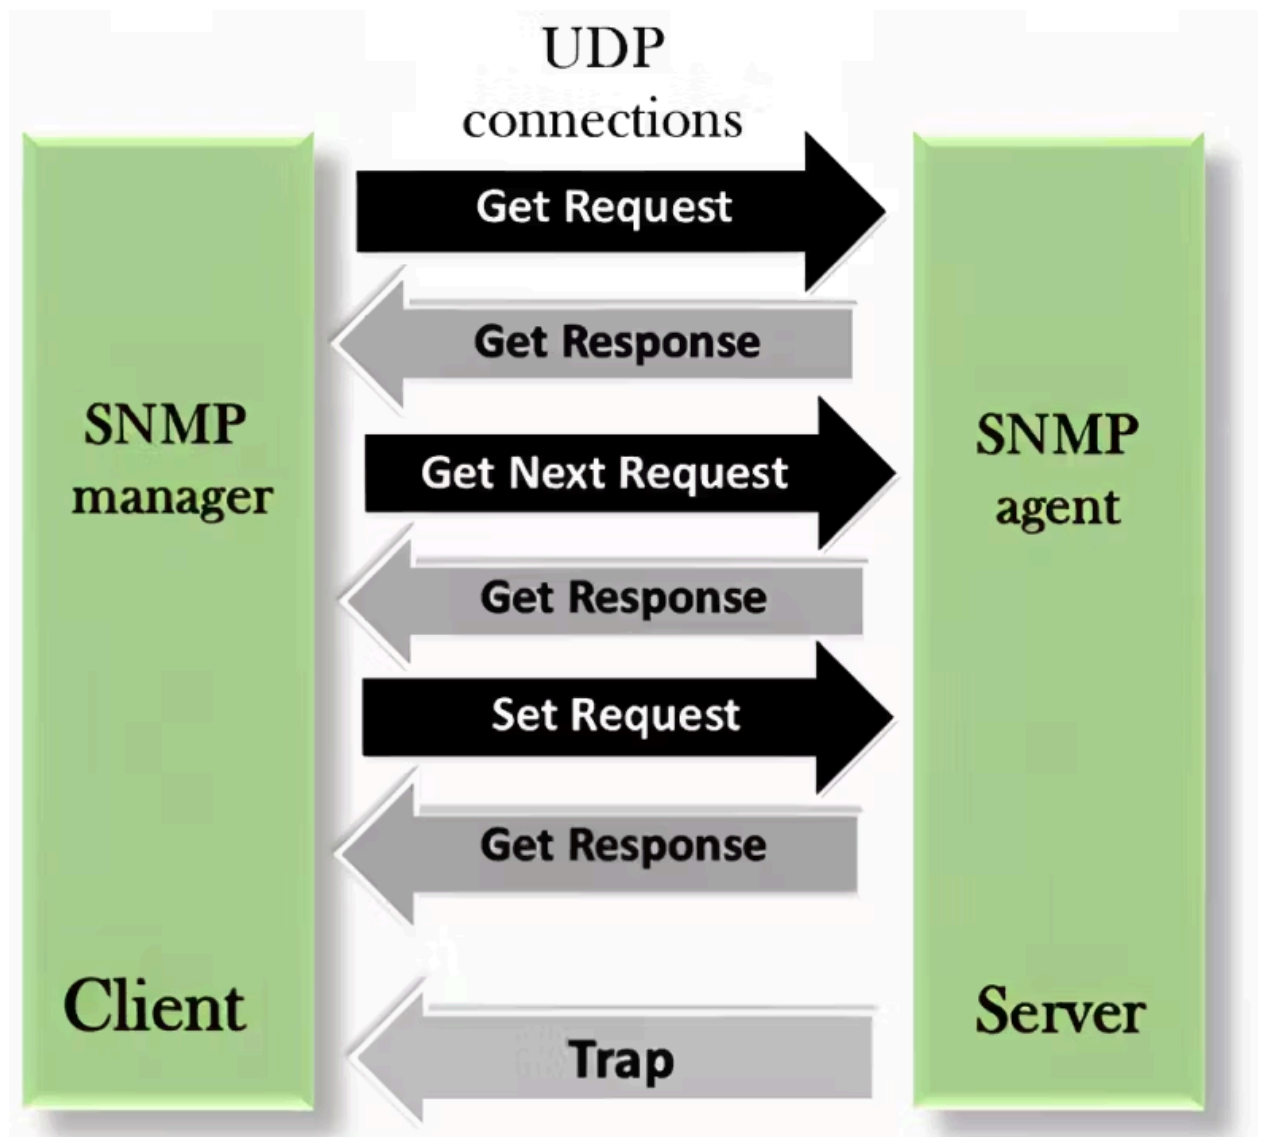 UDP
connections
Get Request
Get Response
SNMP
manager
SNMP
agent
Get Next Request
Get Response
Set Request
Get Response
Client
Server
Trap